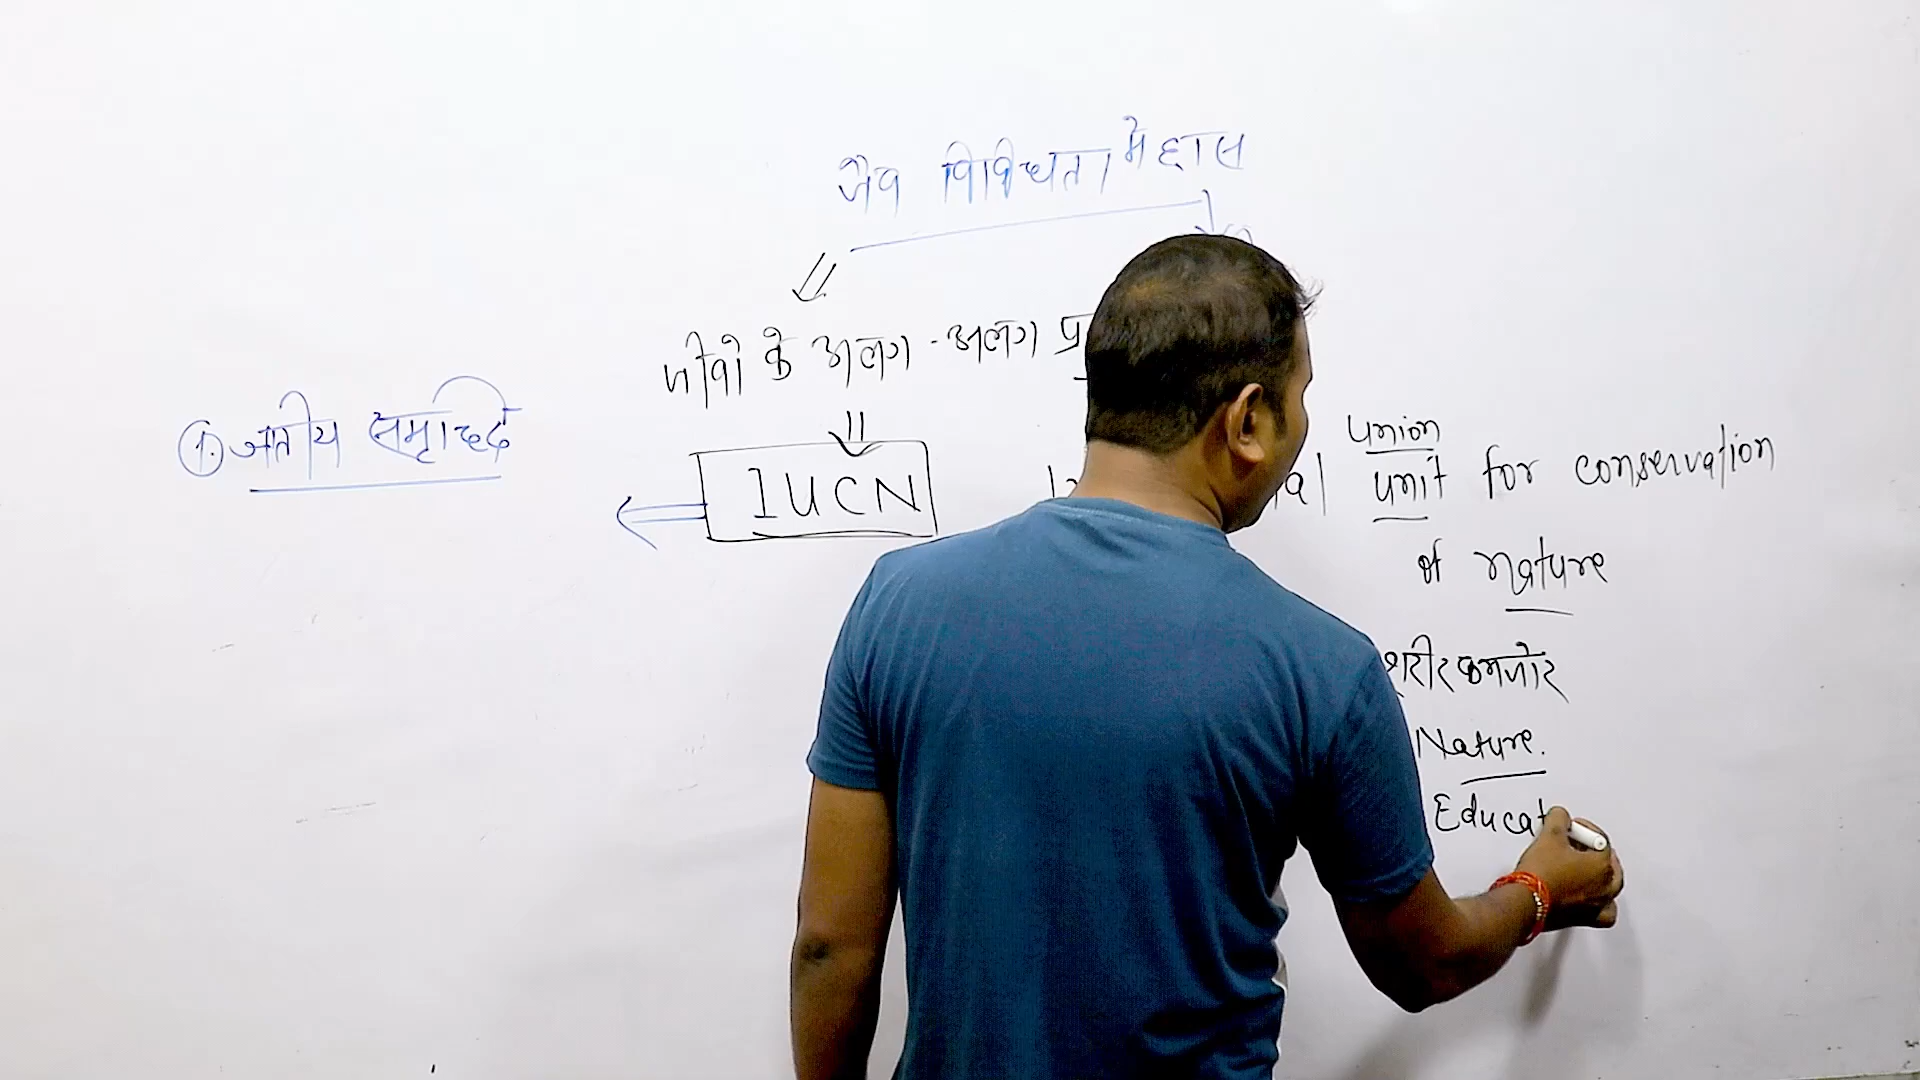 जैव विविधता में ह्रास
जीवो के अलग-अलग
① जातीय समृद्धि
IUCN
union
unit for conservation
of nature
शरीर कमजोर
Nature.
Educat